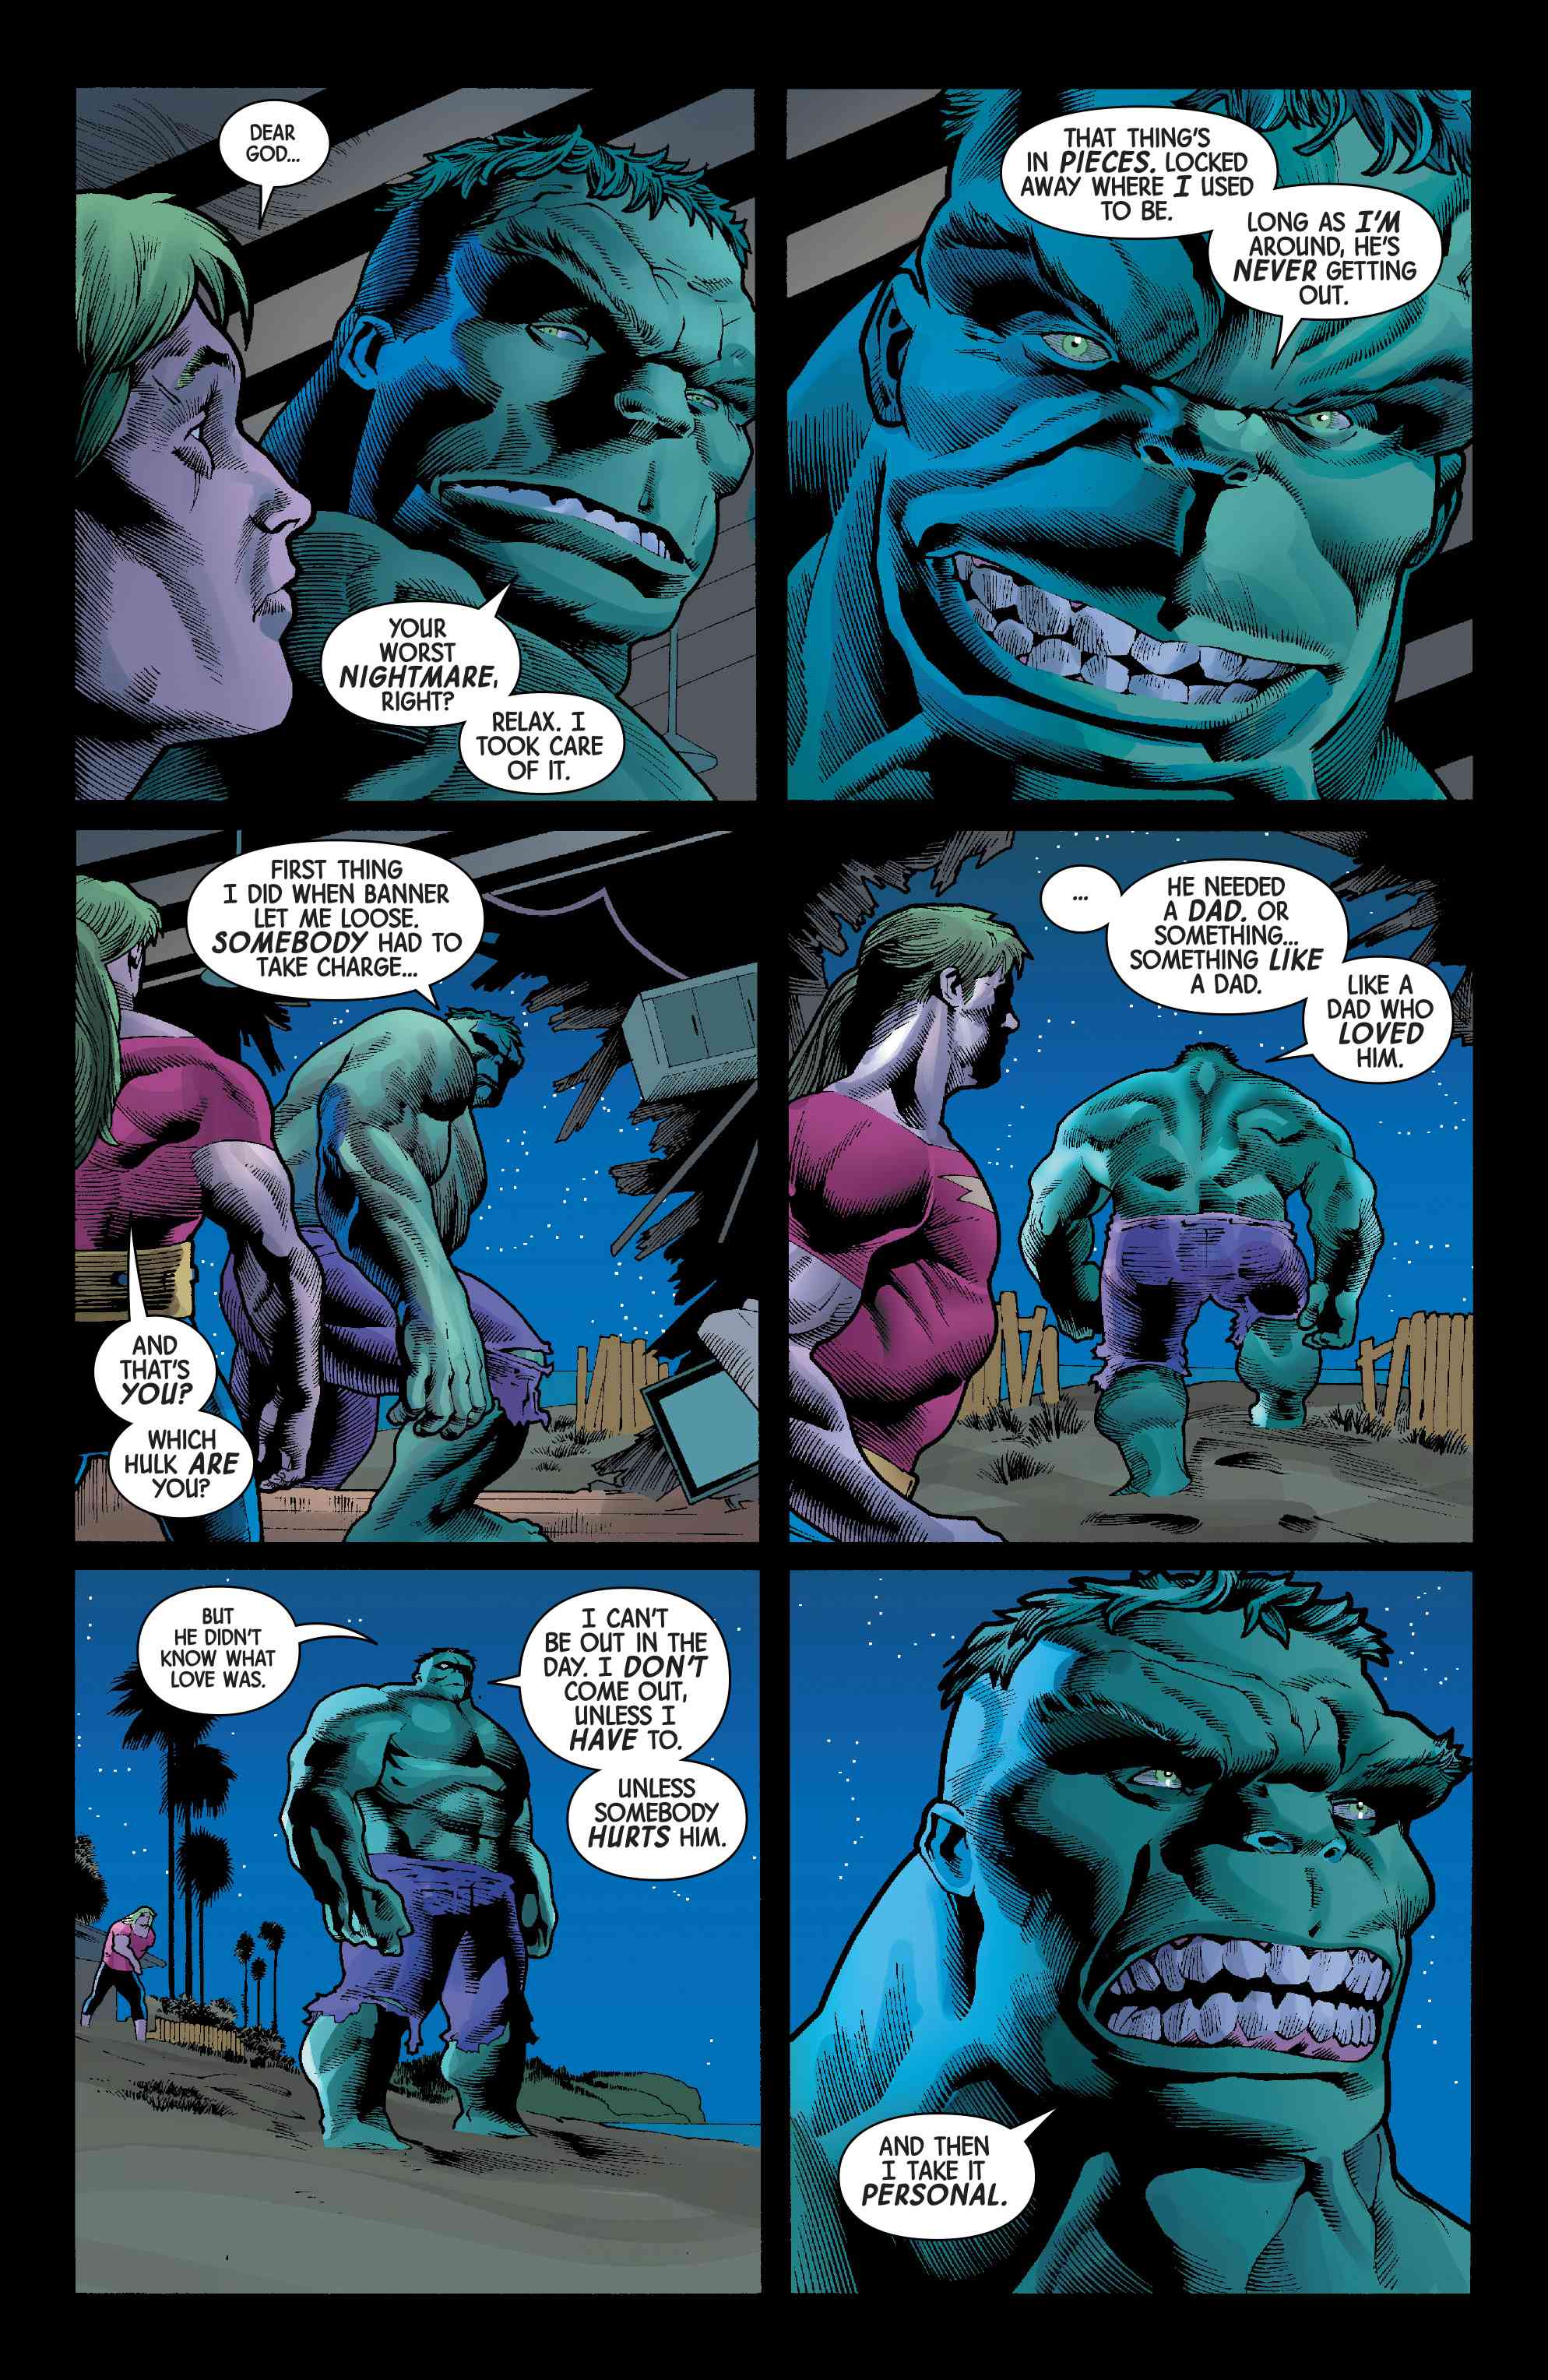 DEAR
GOD...
YOUR
WORST
NIGHTMARE,
RIGHT?
RELAX. I
TOOK CARE
OF IT.
THAT THING'S
IN PIECES. LOCKED
AWAY WHERE I USED
TO BE.
LONG AS I'M
AROUND, HE'S
NEVER GETTING
OUT.
FIRST THING
I DID WHEN BANNER
LET ME LOOSE.
SOMEBODY HAD TO
TAKE CHARGE...
AND
THAT'S
YOU?
WHICH
HULK ARE
YOU?
...
HE NEEDED
A DAD. OR
SOMETHING...
SOMETHING LIKE
A DAD.
LIKE A
DAD WHO
LOVED
HIM.
BUT
HE DIDN'T
KNOW WHAT
LOVE WAS.
I CAN'T
BE OUT IN THE
DAY. I DON'T
COME OUT,
UNLESS I
HAVE TO.
UNLESS
SOMEBODY
HURTS HIM.
AND THEN
I TAKE IT
PERSONAL.